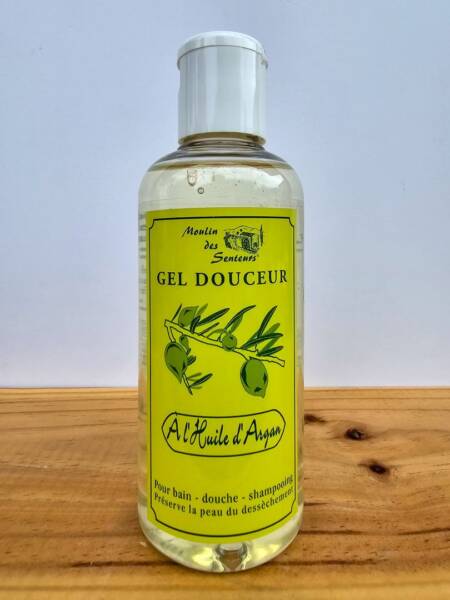 Moulin
des
Senteurs
GEL DOUCEUR
À l'Huile d'Argan
Pour bain - douche - shampooing
Préserve la peau du dessèchement